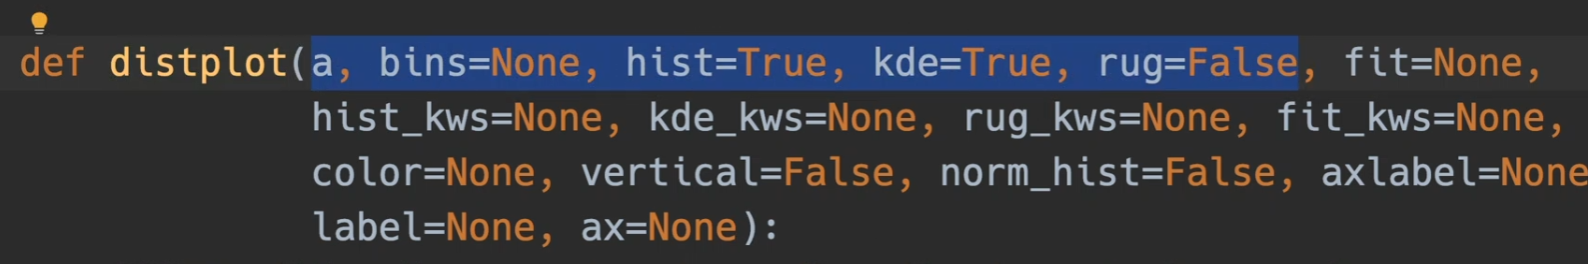 def distplot(a, bins=None, hist=True, kde=True, rug=False, fit=None,
hist_kws=None, kde_kws=None, rug_kws=None, fit_kws=None,
color=None, vertical=False, norm_hist=False, axlabel=None
label=None, ax=None):